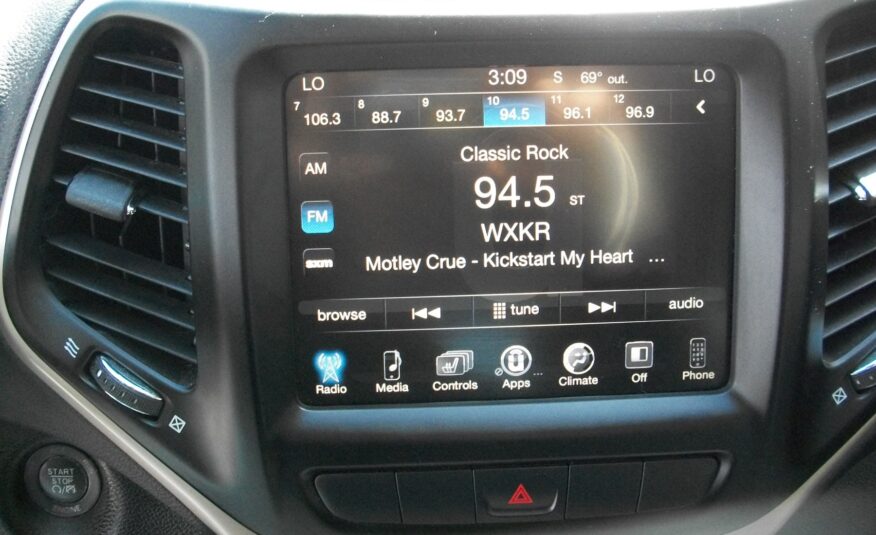 LO 3:09 S 69° out. LO
7 106.3 8 88.7 9 93.7 10 94.5 11 96.1 12 96.9
Classic Rock
AM
94.5 ST
FM
WXKR
sxm
Motley Crue - Kickstart My Heart ...
browse tune audio
Radio Media Controls Apps ... Climate Off Phone
START
STOP
ENGINE